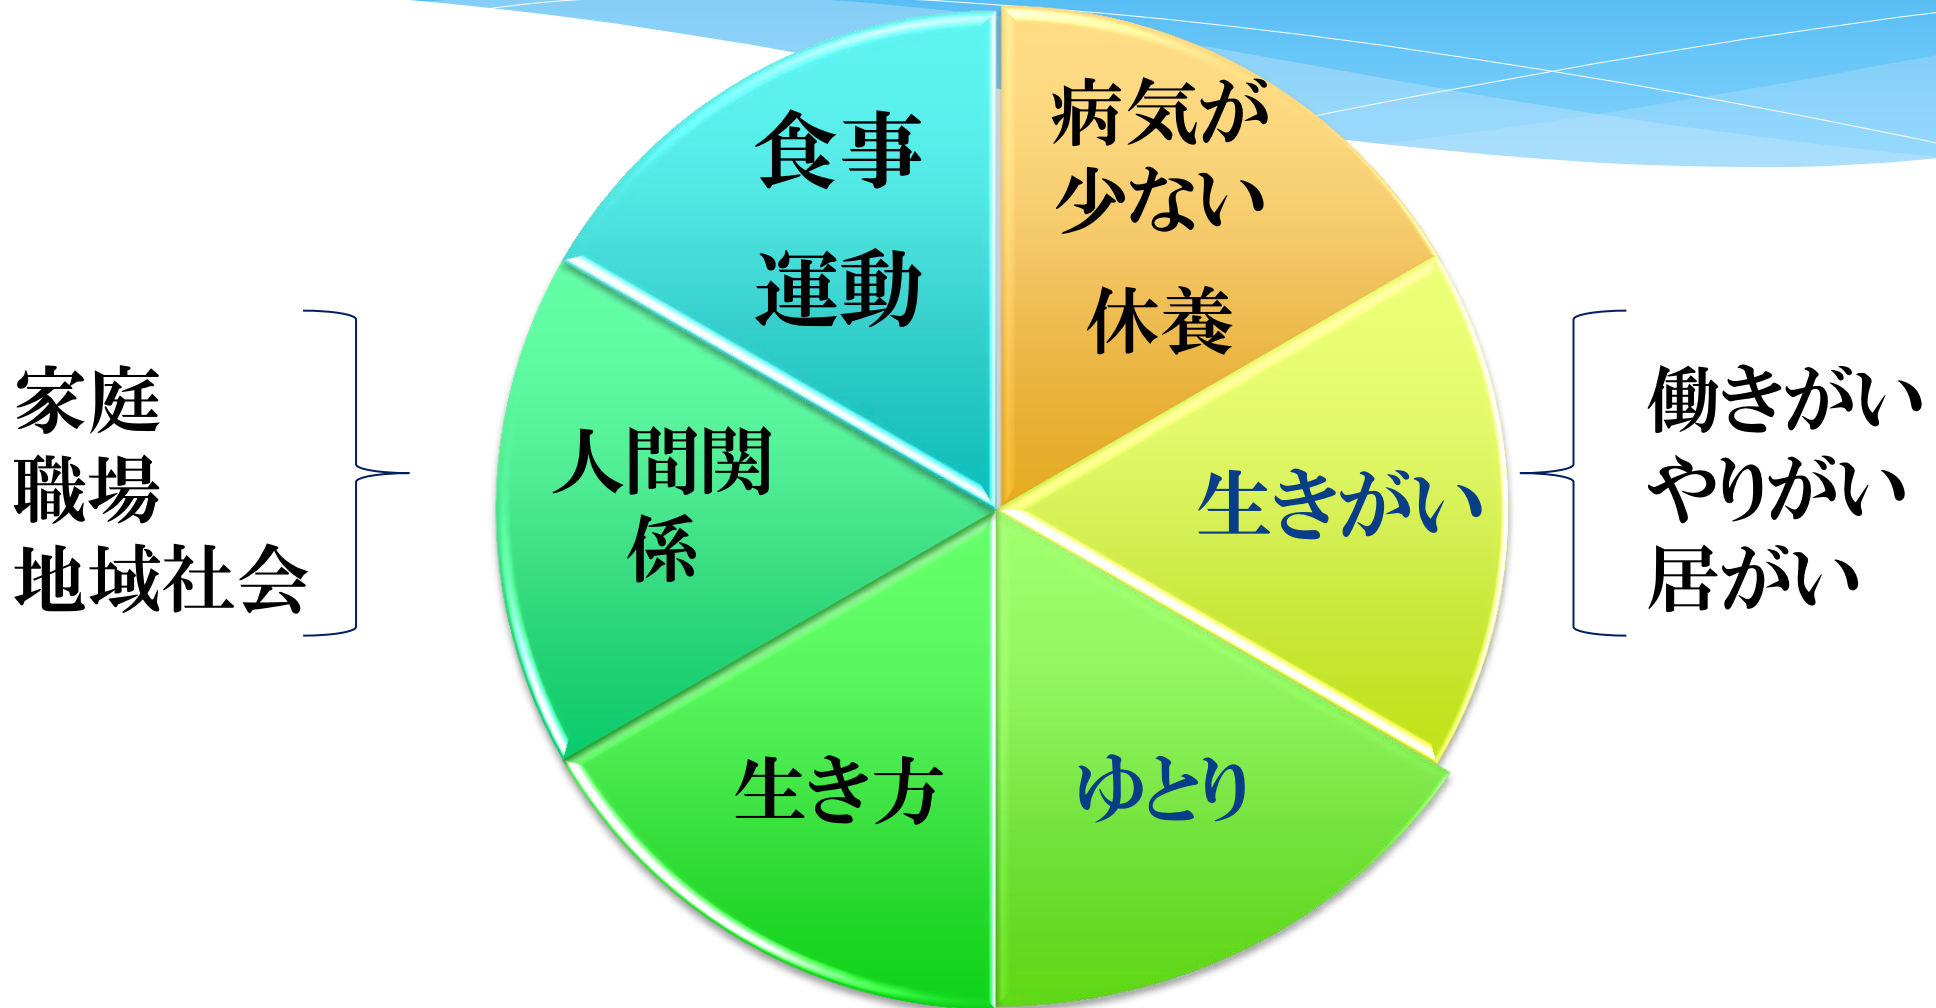 食事
運動
病気が
少ない
休養
家庭
職場
地域社会
人間関
係
生きがい
働きがい
やりがい
居がい
生き方
ゆとり